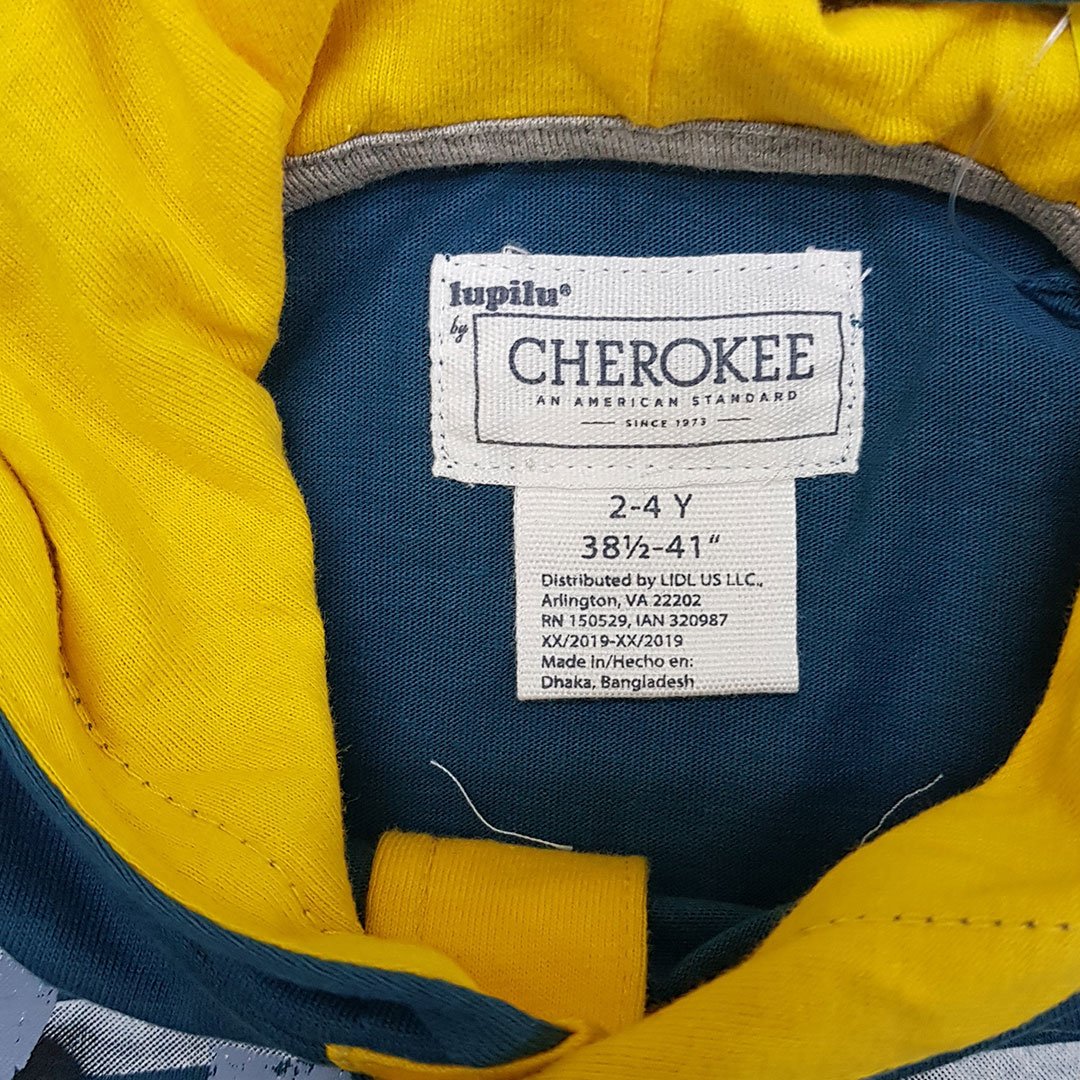 lupilu®
by
CHEROKEE
AN AMERICAN STANDARD
SINCE 1973
2-4 Y
38½-41"
Distributed by LIDL US LLC.,
Arlington, VA 22202
RN 150529, IAN 320987
XX/2019-XX/2019
Made In/Hecho en:
Dhaka, Bangladesh